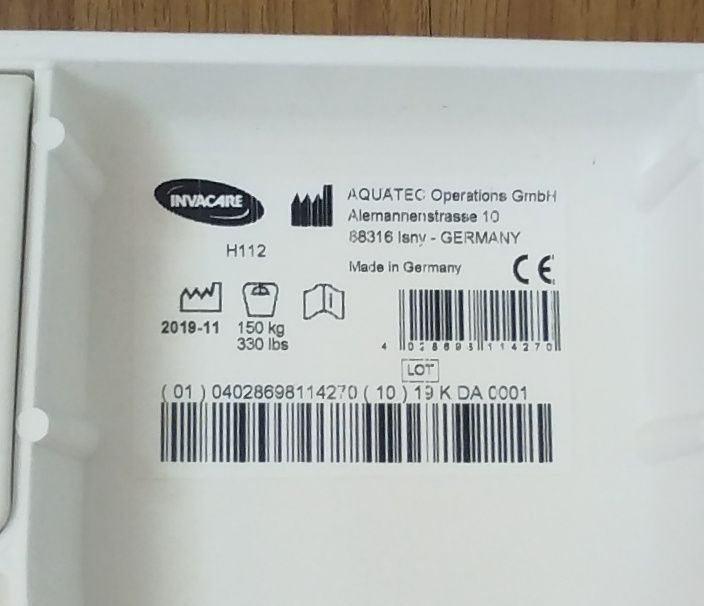 INVACARE
H112
AQUATEC Operations GmbH
Alemannenstrasse 10
88316 Isny - GERMANY
Made in Germany
CE
2019-11
150 kg
330 lbs
4 028698 114270
LOT
( 01 ) 04028698114270 ( 10 ) 19 K DA 0001